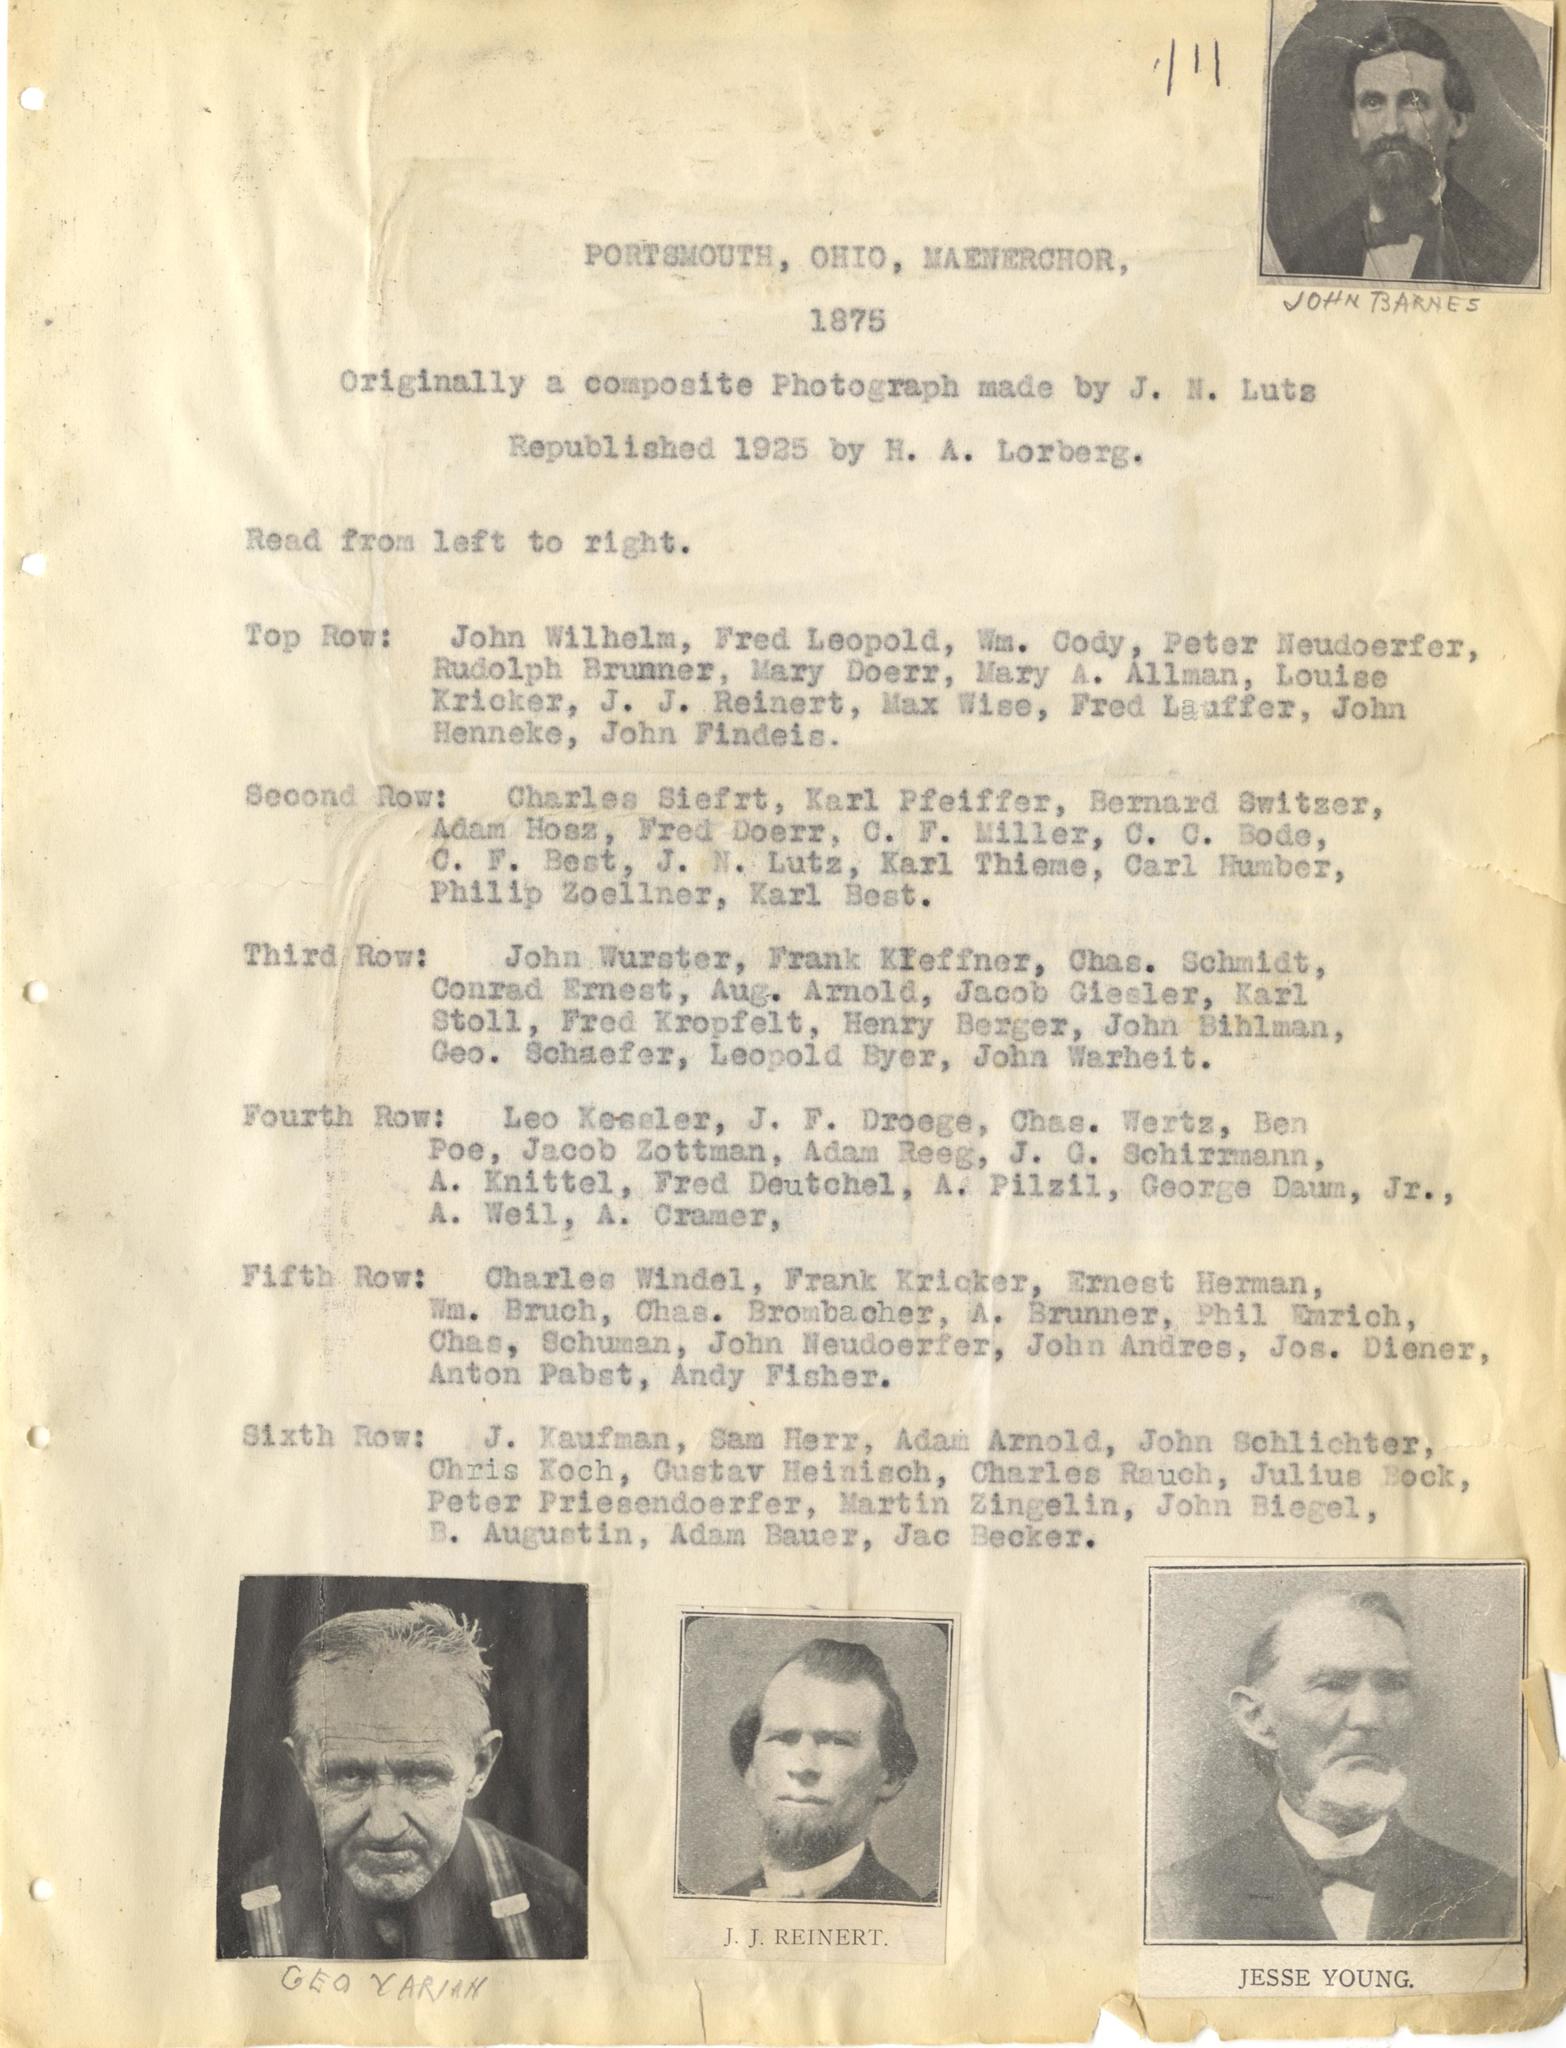 111
JOHN BARNES
PORTSMOUTH, OHIO, MAENERCHOR,
1875
Originally a composite Photograph made by J. N. Lutz
Republished 1925 by H. A. Lorberg.
Read from left to right.
Top Row: John Wilhelm, Fred Leopold, Wm. Cody, Peter Neudoerfer,
Rudolph Brunner, Mary Doerr, Mary A. Allman, Louise
Kricker, J. J. Reinert, Max Wise, Fred Lauffer, John
Henneke, John Findeis.
Second Row: Charles Siefrt, Karl Pfeiffer, Bernard Switzer,
Adam Hosz, Fred Doerr, C. F. Miller, C. C. Bode,
C. F. Best, J. N. Lutz, Karl Thieme, Carl Humber,
Philip Zoellner, Karl Best.
Third Row: John Wurster, Frank Kleffner, Chas. Schmidt,
Conrad Ernest, Aug. Arnold, Jacob Giesler, Karl
Stoll, Fred Kropfelt, Henry Berger, John Bihlman,
Geo. Schaefer, Leopold Byer, John Warheit.
Fourth Row: Leo Kessler, J. F. Droege, Chas. Wertz, Ben
Poe, Jacob Zottman, Adam Reeg, J. G. Schirrmann,
A. Knittel, Fred Deutchel, A. Pilzil, George Daum, Jr.,
A. Weil, A. Cramer,
Fifth Row: Charles Windel, Frank Kricker, Ernest Herman,
Wm. Bruch, Chas. Brombacher, A. Brunner, Phil Emrich,
Chas, Schuman, John Neudoerfer, John Andres, Jos. Diener,
Anton Pabst, Andy Fisher.
Sixth Row: J. Kaufman, Sam Herr, Adam Arnold, John Schlichter,
Chris Koch, Gustav Heinisch, Charles Rauch, Julius Bock,
Peter Priesendoerfer, Martin Zingelin, John Biegel,
B. Augustin, Adam Bauer, Jac Becker.
GEO VARIAN
J. J. REINERT.
JESSE YOUNG.